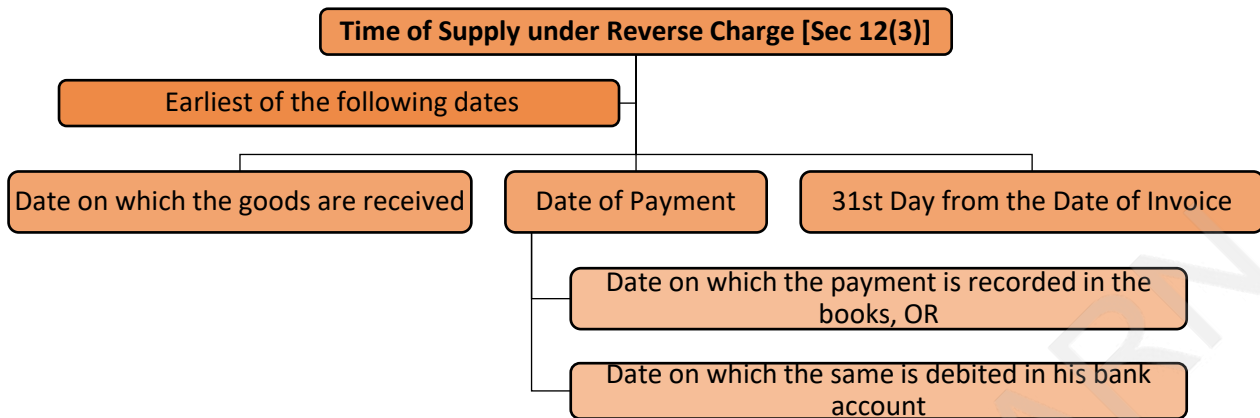 Time of Supply under Reverse Charge [Sec 12(3)]
Earliest of the following dates
Date on which the goods are received
Date of Payment
31st Day from the Date of Invoice
Date on which the payment is recorded in the
books, OR
Date on which the same is debited in his bank
account